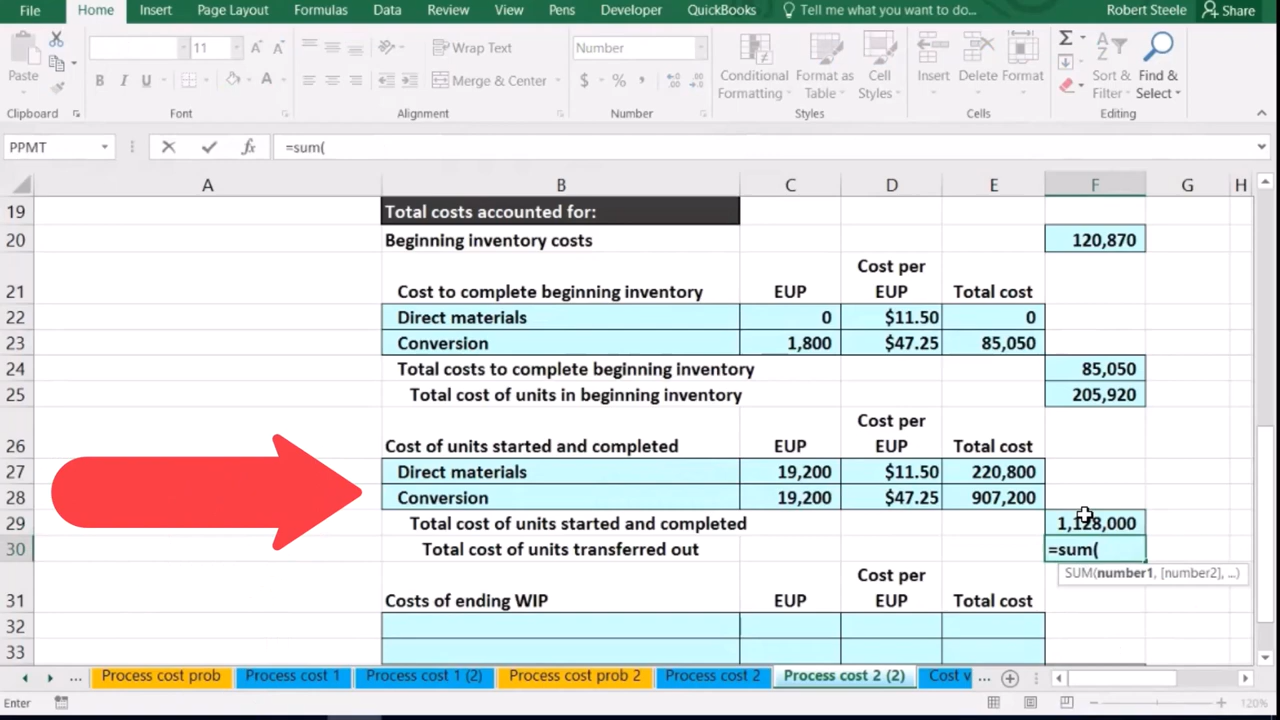 File Home Insert Page Layout Formulas Data Review View Pens Developer QuickBooks Tell me what you want to do... Robert Steele Share
Paste
11
Wrap Text
Merge & Center
Number
Conditional Formatting
Format as Table
Cell Styles
Insert Delete Format
Sort & Filter
Find & Select
Clipboard Font Alignment Number Styles Cells Editing
PPMT fx =sum(
A B C D E F G H
19 Total costs accounted for:
20 Beginning inventory costs 120,870
Cost per
21 Cost to complete beginning inventory EUP EUP Total cost
22 Direct materials 0 $11.50 0
23 Conversion 1,800 $47.25 85,050
24 Total costs to complete beginning inventory 85,050
25 Total cost of units in beginning inventory 205,920
Cost per
26 Cost of units started and completed EUP EUP Total cost
27 Direct materials 19,200 $11.50 220,800
28 Conversion 19,200 $47.25 907,200
29 Total cost of units started and completed 1,128,000
30 Total cost of units transferred out =sum(
SUM(number1, [number2], ...)
Cost per
31 Costs of ending WIP EUP EUP Total cost
32
33
... Process cost prob Process cost 1 Process cost 1 (2) Process cost prob 2 Process cost 2 Process cost 2 (2) Cost v ...
Enter 120%